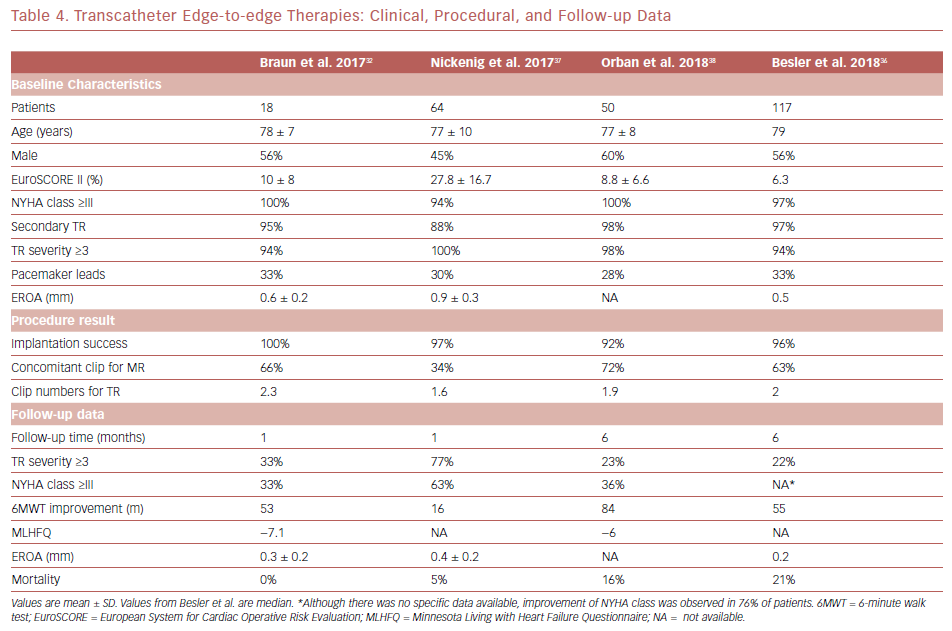 Table 4. Transcatheter Edge-to-edge Therapies: Clinical, Procedural, and Follow-up Data
Braun et al. 2017³² Nickenig et al. 2017³⁷ Orban et al. 2018³⁸ Besler et al. 2018³⁶
Baseline Characteristics
Patients 18 64 50 117
Age (years) 78 ± 7 77 ± 10 77 ± 8 79
Male 56% 45% 60% 56%
EuroSCORE II (%) 10 ± 8 27.8 ± 16.7 8.8 ± 6.6 6.3
NYHA class ≥III 100% 94% 100% 97%
Secondary TR 95% 88% 98% 97%
TR severity ≥3 94% 100% 98% 94%
Pacemaker leads 33% 30% 28% 33%
EROA (mm) 0.6 ± 0.2 0.9 ± 0.3 NA 0.5
Procedure result
Implantation success 100% 97% 92% 96%
Concomitant clip for MR 66% 34% 72% 63%
Clip numbers for TR 2.3 1.6 1.9 2
Follow-up data
Follow-up time (months) 1 1 6 6
TR severity ≥3 33% 77% 23% 22%
NYHA class ≥III 33% 63% 36% NA*
6MWT improvement (m) 53 16 84 55
MLHFQ −7.1 NA −6 NA
EROA (mm) 0.3 ± 0.2 0.4 ± 0.2 NA 0.2
Mortality 0% 5% 16% 21%
Values are mean ± SD. Values from Besler et al. are median. *Although there was no specific data available, improvement of NYHA class was observed in 76% of patients. 6MWT = 6-minute walk
test; EuroSCORE = European System for Cardiac Operative Risk Evaluation; MLHFQ = Minnesota Living with Heart Failure Questionnaire; NA = not available.